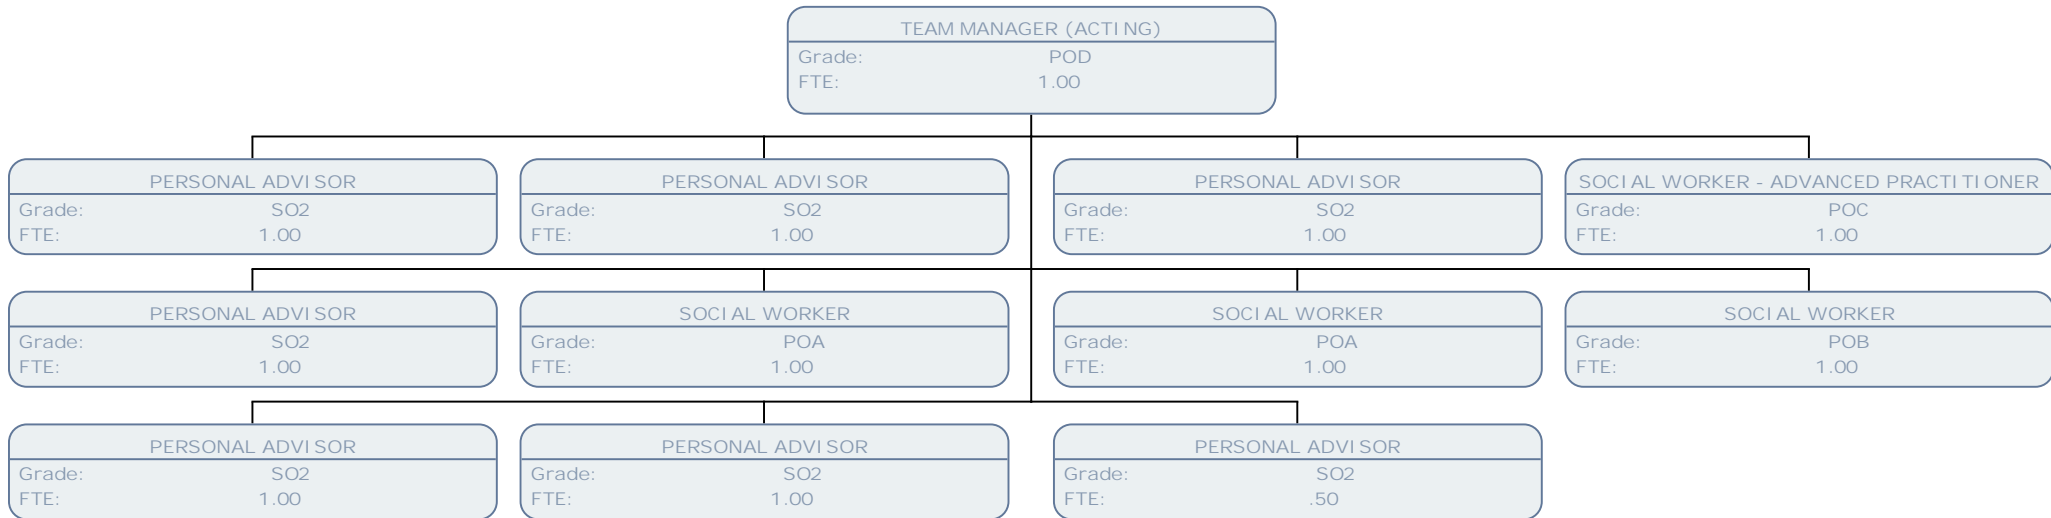 TEAM MANAGER (ACTING)
Grade: POD
FTE: 1.00
PERSONAL ADVISOR
Grade: SO2
FTE: 1.00
PERSONAL ADVISOR
Grade: SO2
FTE: 1.00
PERSONAL ADVISOR
Grade: SO2
FTE: 1.00
SOCIAL WORKER - ADVANCED PRACTITIONER
Grade: POC
FTE: 1.00
PERSONAL ADVISOR
Grade: SO2
FTE: 1.00
SOCIAL WORKER
Grade: POA
FTE: 1.00
SOCIAL WORKER
Grade: POA
FTE: 1.00
SOCIAL WORKER
Grade: POB
FTE: 1.00
PERSONAL ADVISOR
Grade: SO2
FTE: 1.00
PERSONAL ADVISOR
Grade: SO2
FTE: 1.00
PERSONAL ADVISOR
Grade: SO2
FTE: .50